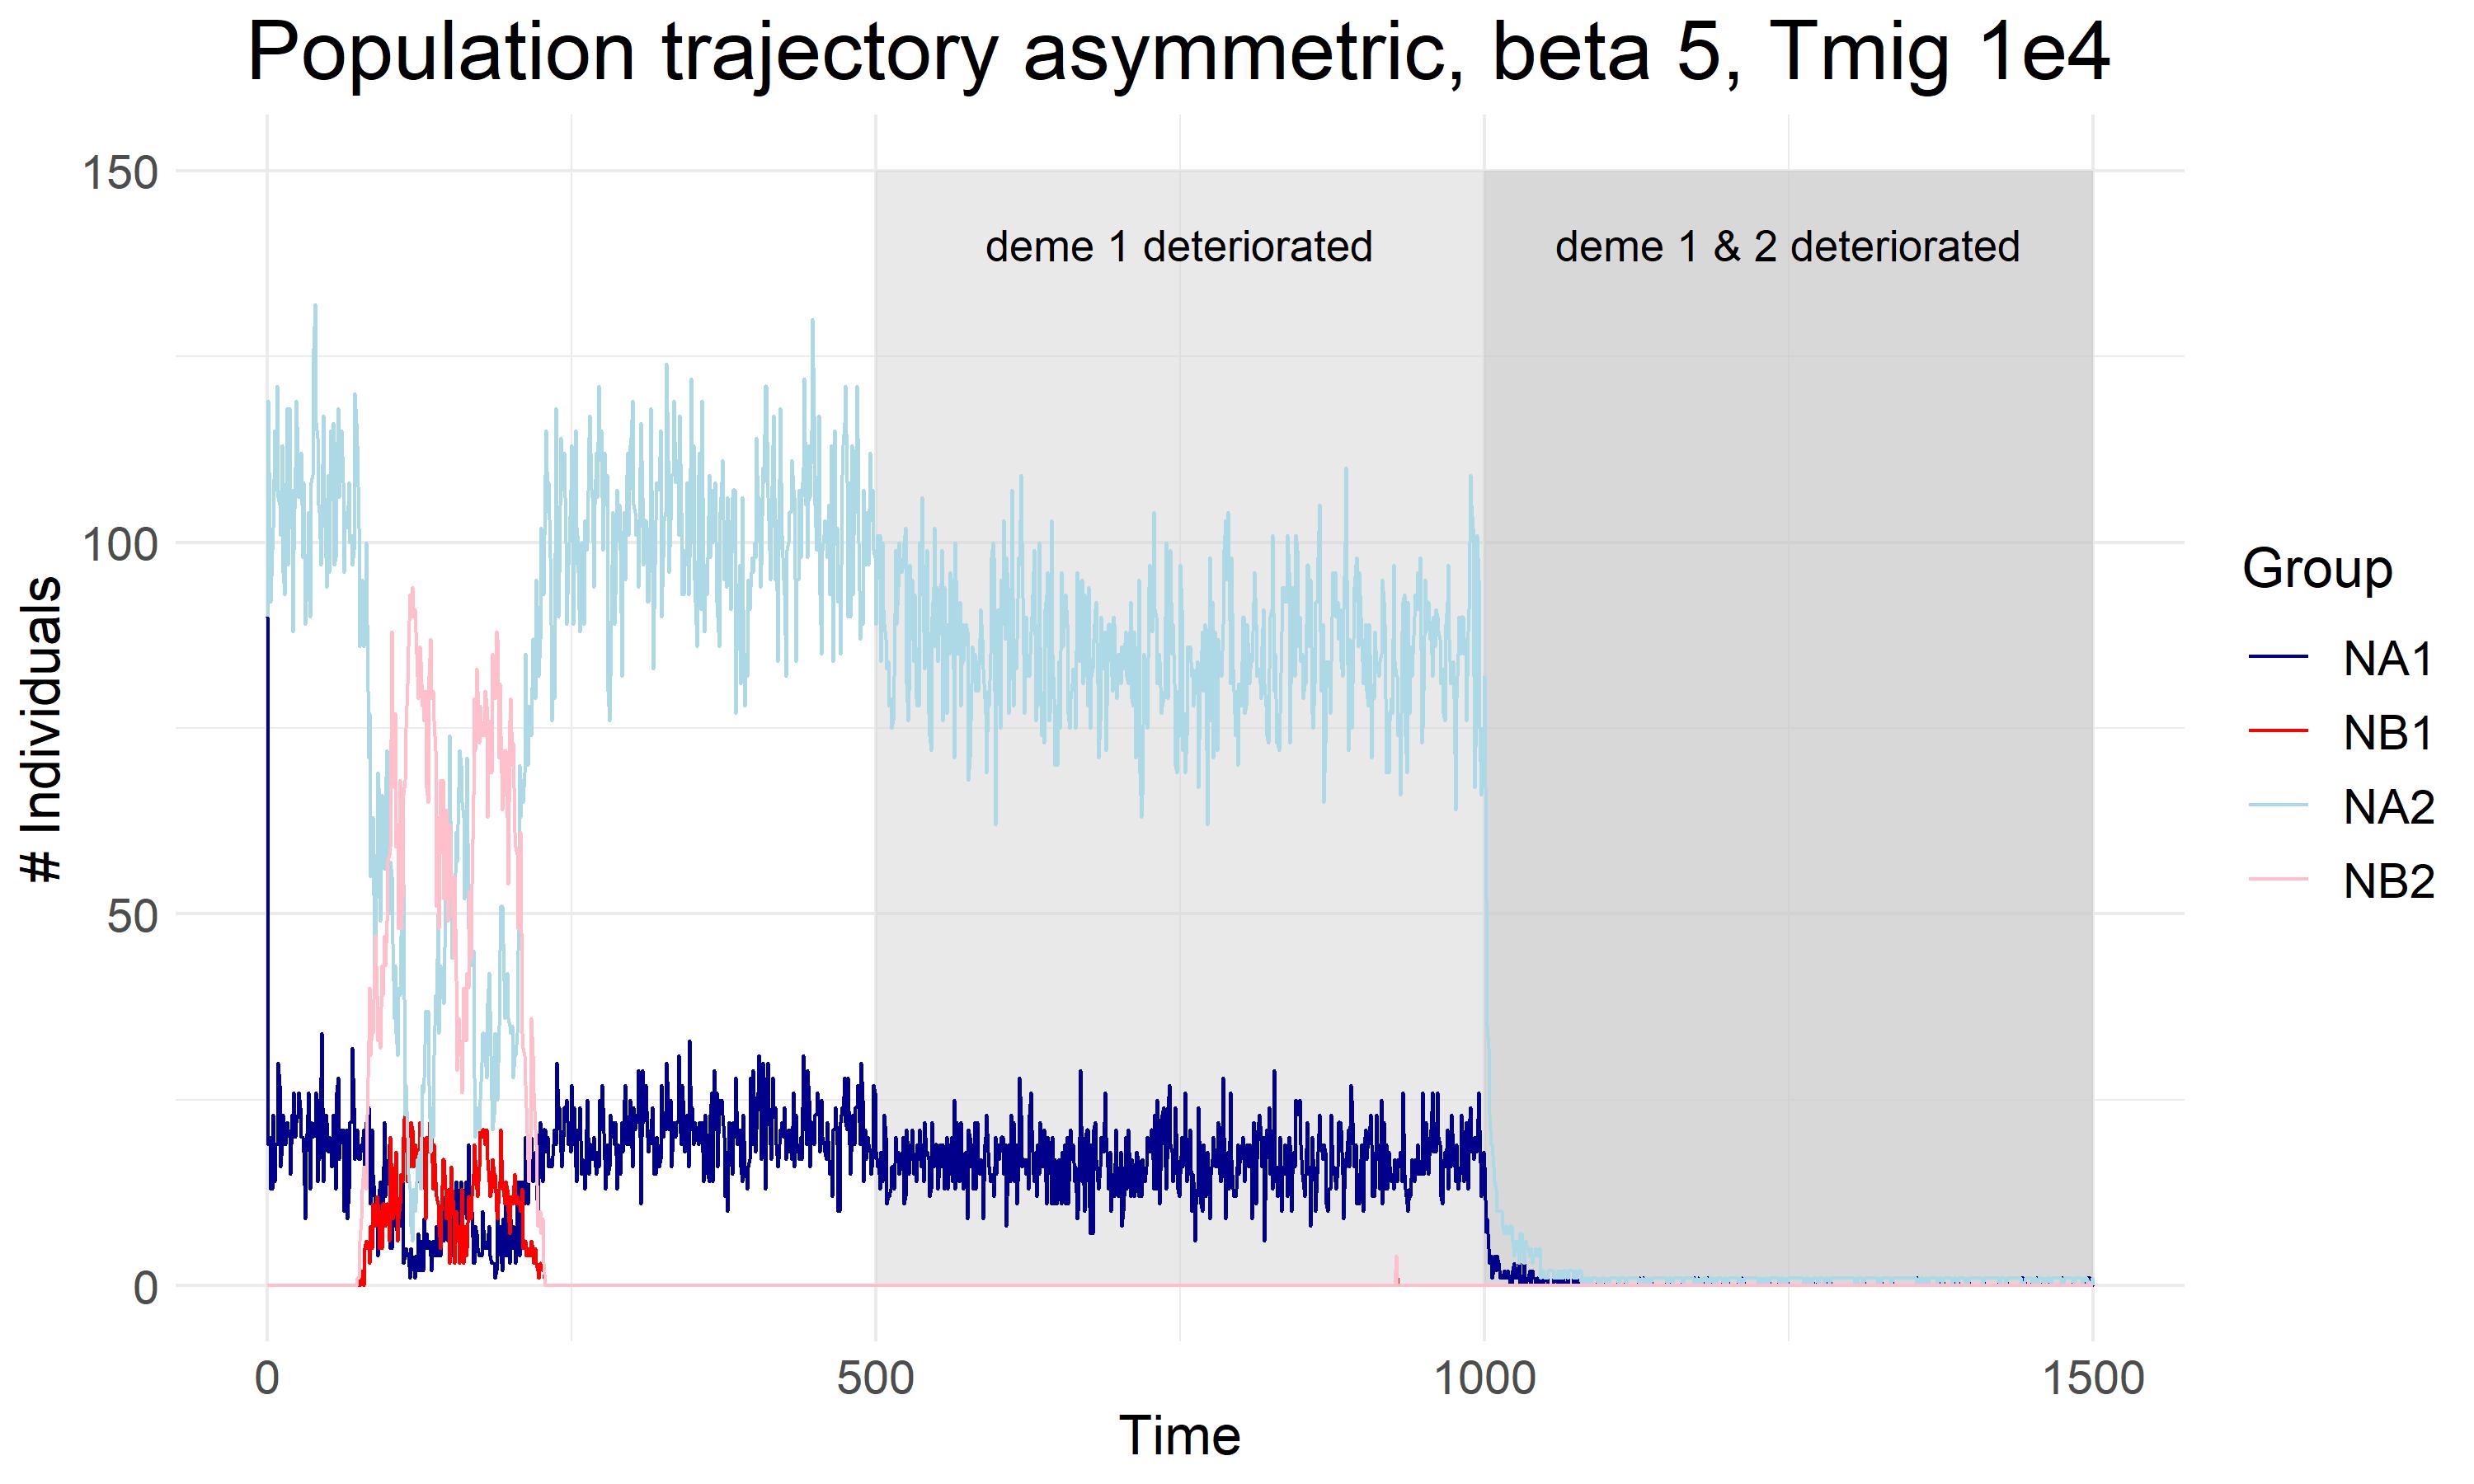 Population trajectory asymmetric, beta 5, Tmig 1e4
150
100
50
0
# Individuals
deme 1 deteriorated
deme 1 & 2 deteriorated
0
500
1000
1500
Time
Group
NA1
NB1
NA2
NB2